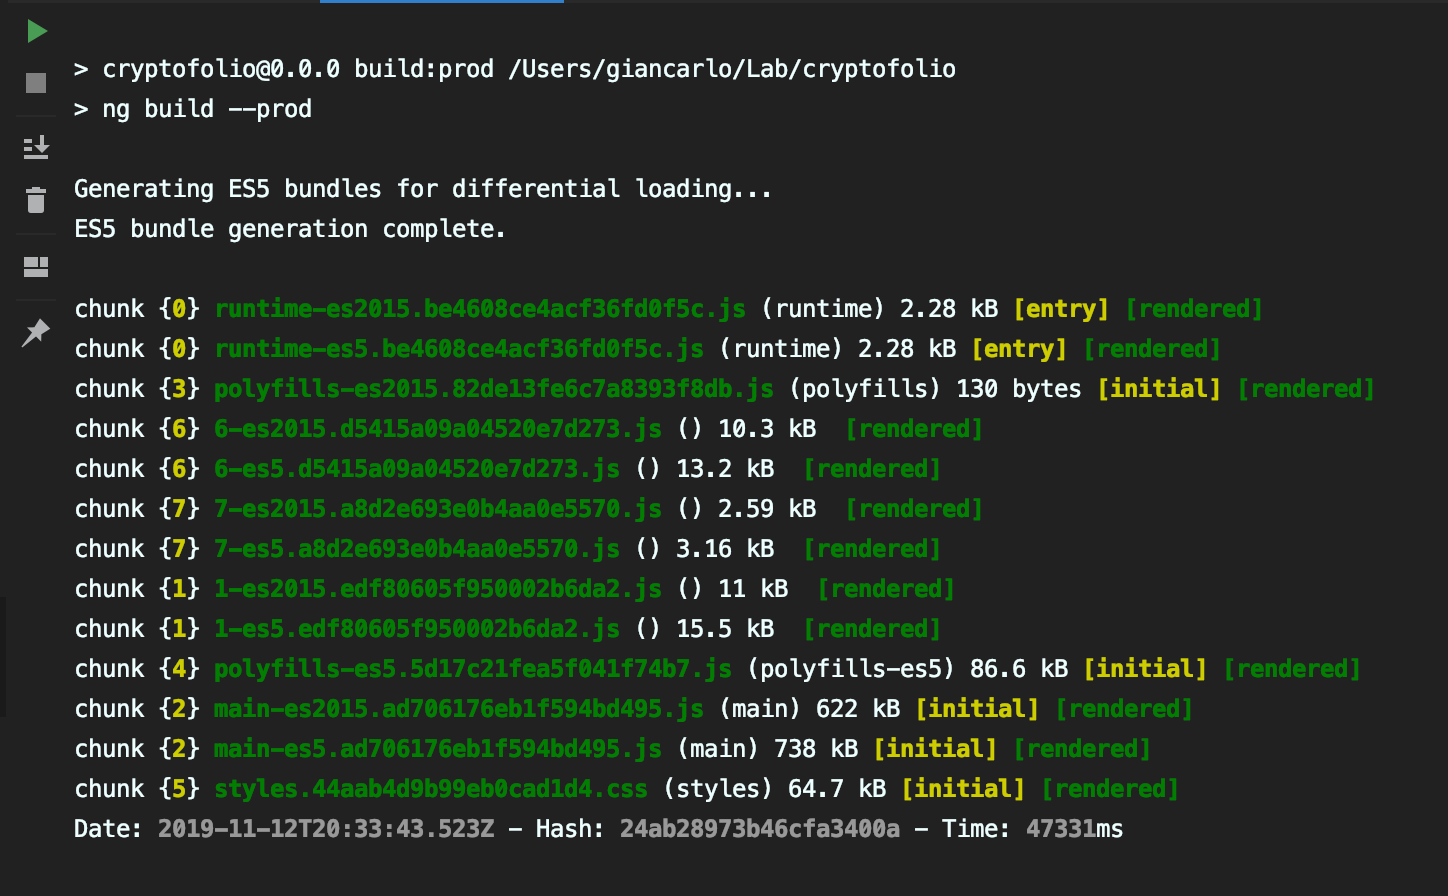 > cryptofolio@0.0.0 build:prod /Users/giancarlo/Lab/cryptofolio
> ng build --prod
Generating ES5 bundles for differential loading...
ES5 bundle generation complete.
chunk {0} runtime-es2015.be4608ce4acf36fd0f5c.js (runtime) 2.28 kB [entry] [rendered]
chunk {0} runtime-es5.be4608ce4acf36fd0f5c.js (runtime) 2.28 kB [entry] [rendered]
chunk {3} polyfills-es2015.82de13fe6c7a8393f8db.js (polyfills) 130 bytes [initial] [rendered]
chunk {6} 6-es2015.d5415a09a04520e7d273.js () 10.3 kB  [rendered]
chunk {6} 6-es5.d5415a09a04520e7d273.js () 13.2 kB  [rendered]
chunk {7} 7-es2015.a8d2e693e0b4aa0e5570.js () 2.59 kB  [rendered]
chunk {7} 7-es5.a8d2e693e0b4aa0e5570.js () 3.16 kB  [rendered]
chunk {1} 1-es2015.edf80605f950002b6da2.js () 11 kB  [rendered]
chunk {1} 1-es5.edf80605f950002b6da2.js () 15.5 kB  [rendered]
chunk {4} polyfills-es5.5d17c21fea5f041f74b7.js (polyfills-es5) 86.6 kB [initial] [rendered]
chunk {2} main-es2015.ad706176eb1f594bd495.js (main) 622 kB [initial] [rendered]
chunk {2} main-es5.ad706176eb1f594bd495.js (main) 738 kB [initial] [rendered]
chunk {5} styles.44aab4d9b99eb0cad1d4.css (styles) 64.7 kB [initial] [rendered]
Date: 2019-11-12T20:33:43.523Z - Hash: 24ab28973b46cfa3400a - Time: 47331ms